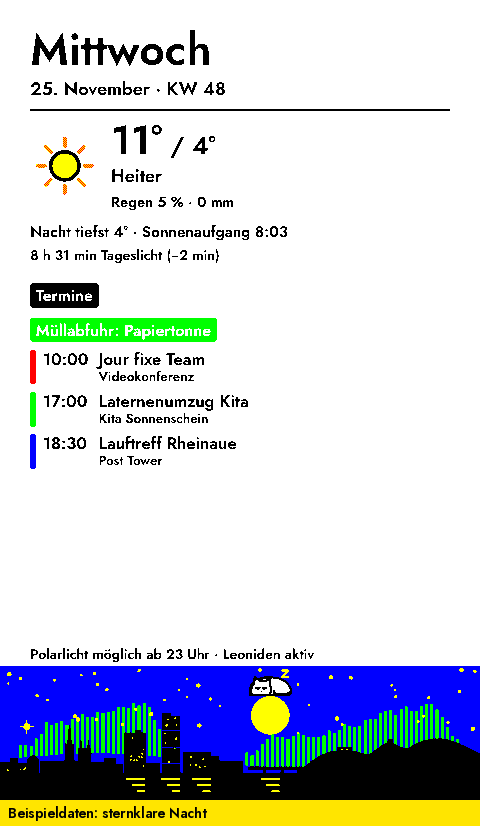 Mittwoch
25. November · KW 48
11° / 4°
Heiter
Regen 5 % · 0 mm
Nacht tiefst 4° · Sonnenaufgang 8:03
8 h 31 min Tageslicht (−2 min)
Termine
Müllabfuhr: Papiertonne
10:00 Jour fixe Team
Videokonferenz
17:00 Laternenumzug Kita
Kita Sonnenschein
18:30 Lauftreff Rheinaue
Post Tower
Polarlicht möglich ab 23 Uhr · Leoniden aktiv
z
Beispieldaten: sternklare Nacht